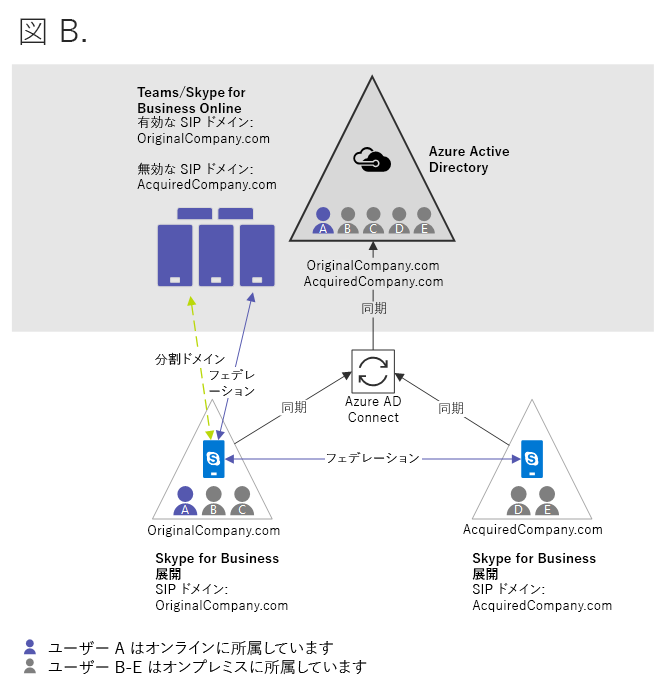 図 B.
Teams/Skype for
Business Online
有効な SIP ドメイン:
OriginalCompany.com
無効な SIP ドメイン:
AcquiredCompany.com
Azure Active
Directory
A B C D E
OriginalCompany.com
AcquiredCompany.com
同期
分割ドメイン
フェデレ
ーション
Azure AD
Connect
同期
同期
フェデレーション
A B C
D E
OriginalCompany.com
AcquiredCompany.com
Skype for Business
展開
SIP ドメイン:
OriginalCompany.com
Skype for Business
展開
SIP ドメイン:
AcquiredCompany.com
ユーザー A はオンラインに所属しています
ユーザー B-E はオンプレミスに所属しています